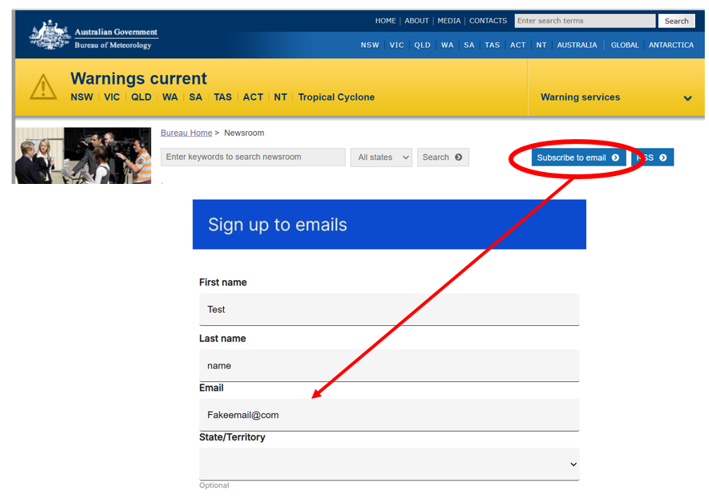 HOME | ABOUT | MEDIA | CONTACTS Enter search terms Search
Australian Government
Bureau of Meteorology
NSW VIC QLD WA SA TAS ACT NT AUSTRALIA GLOBAL ANTARCTICA
Warnings current
NSW VIC QLD WA SA TAS ACT NT Tropical Cyclone Warning services
Bureau Home > Newsroom
Enter keywords to search newsroom All states Search Subscribe to email
Sign up to emails
First name
Test
Last name
name
Email
Fakeemail@com
State/Territory
Optional